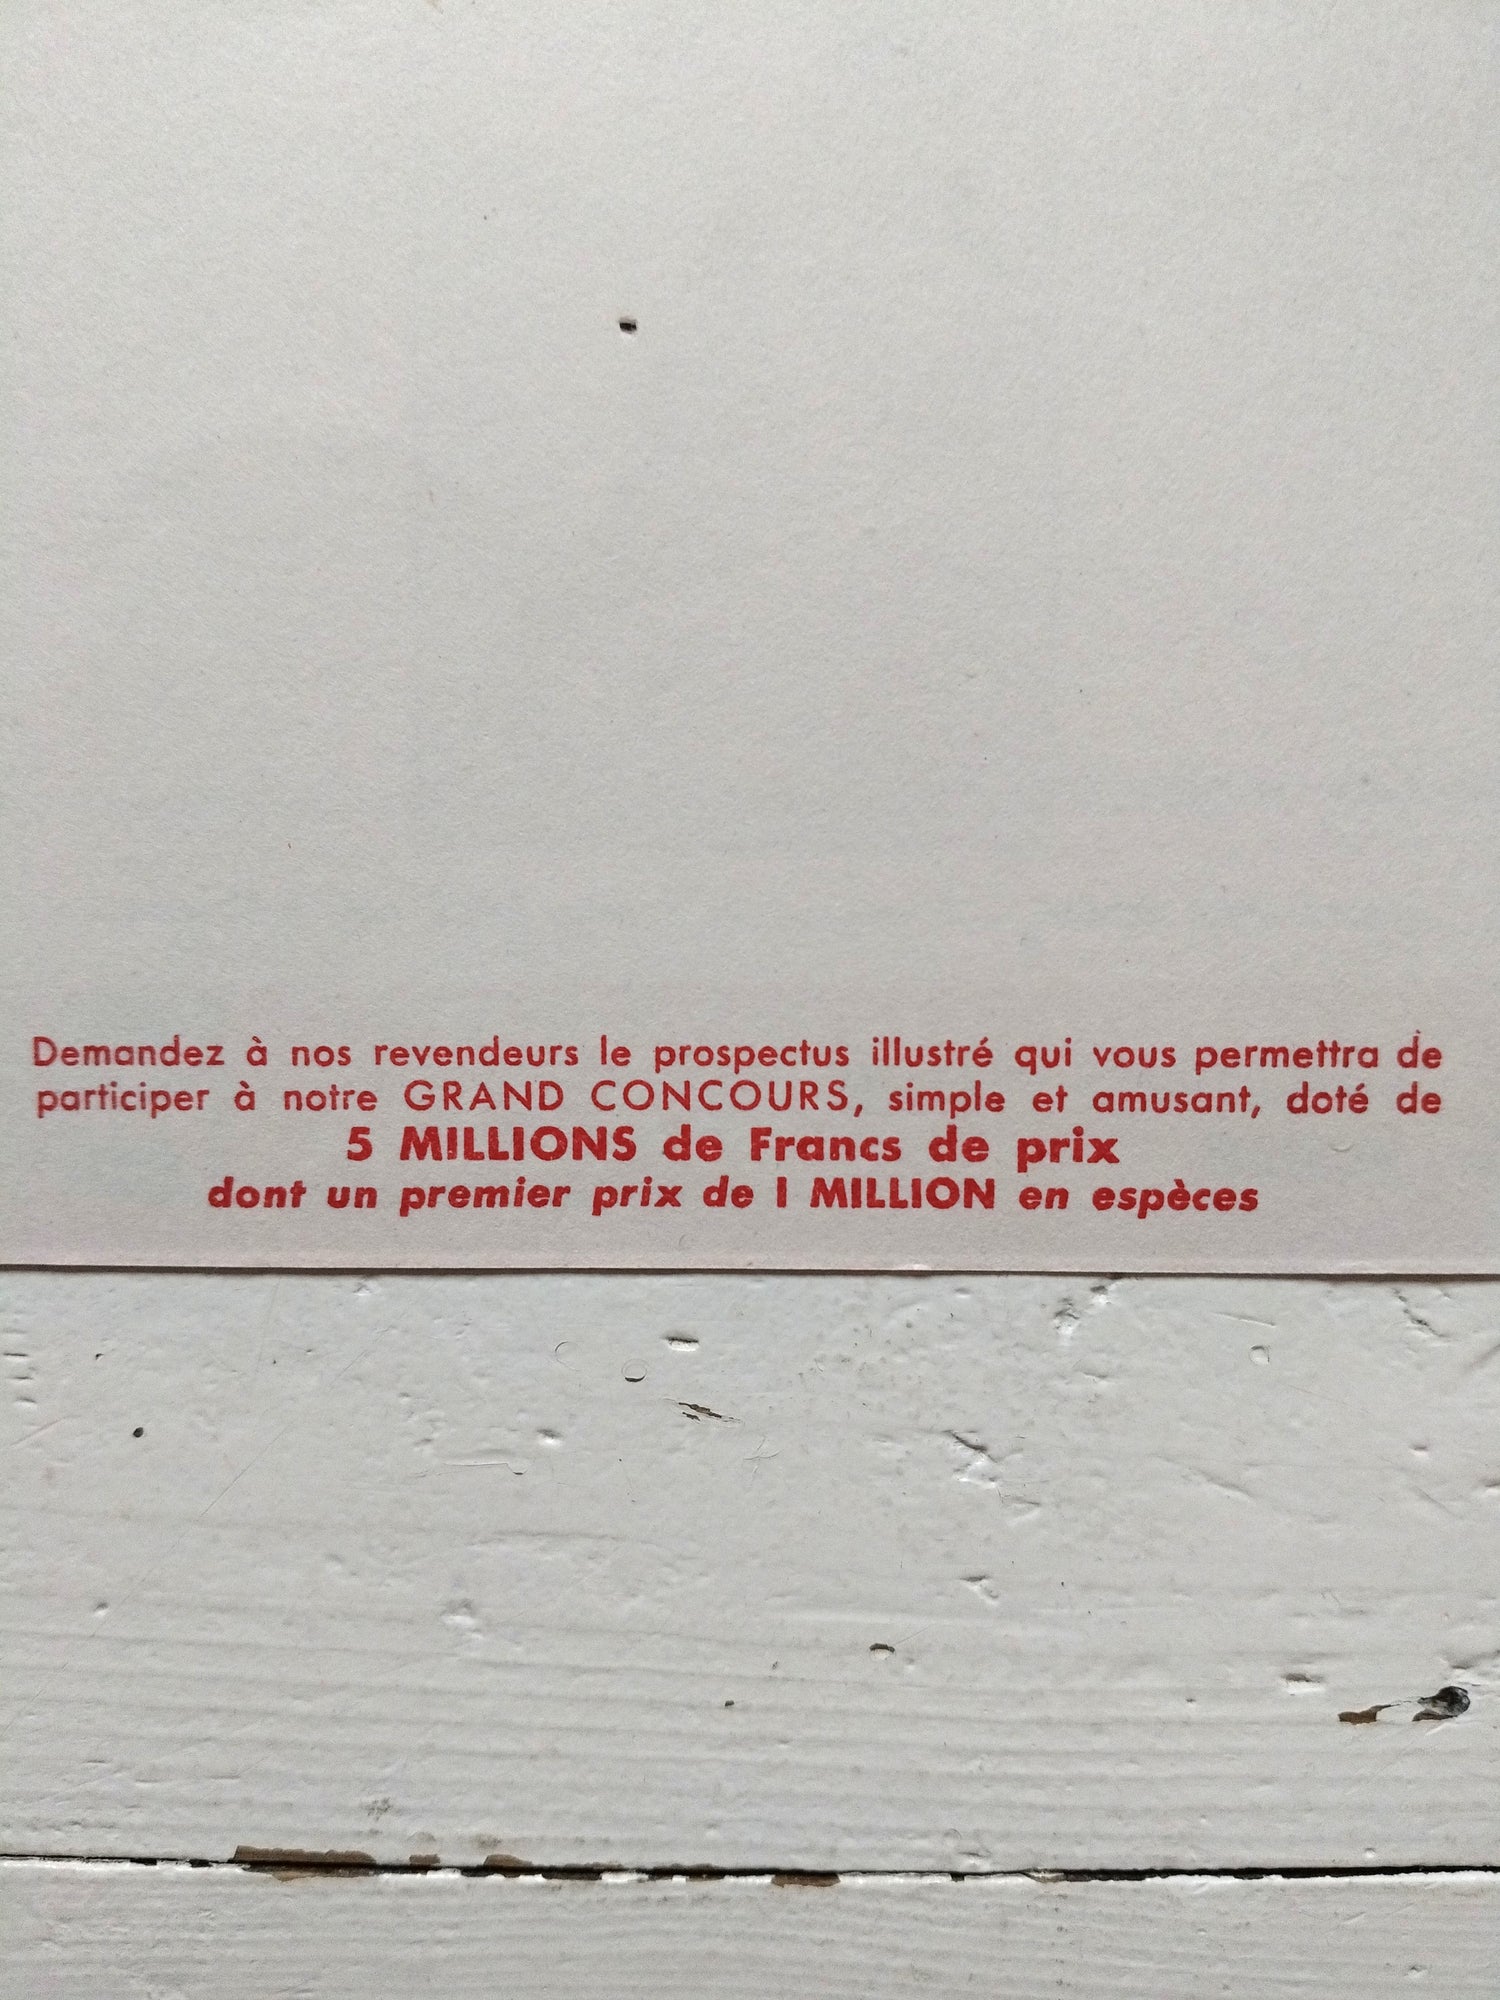 Demandez à nos revendeurs le prospectus illustré qui vous permettra de
participer à notre GRAND CONCOURS, simple et amusant, doté de
5 MILLIONS de Francs de prix
dont un premier prix de 1 MILLION en espèces